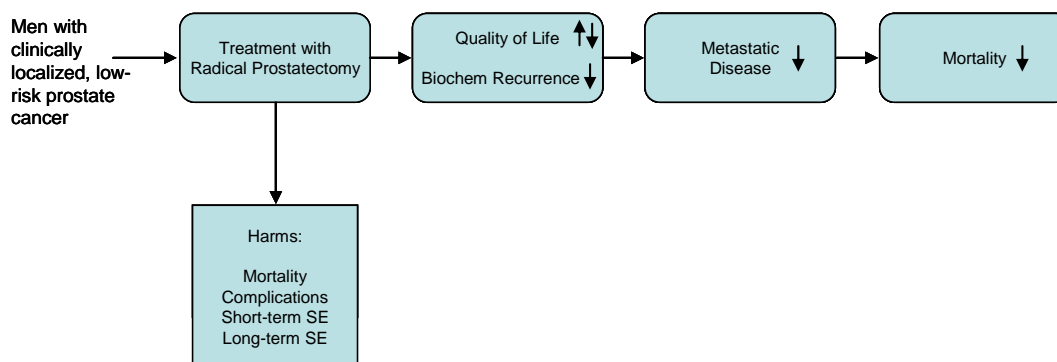 Men with
clinically
localized, low-
risk prostate
cancer
Treatment with
Radical Prostatectomy
Quality of Life
Biochem Recurrence
Metastatic
Disease
Mortality
Harms:
Mortality
Complications
Short-term SE
Long-term SE